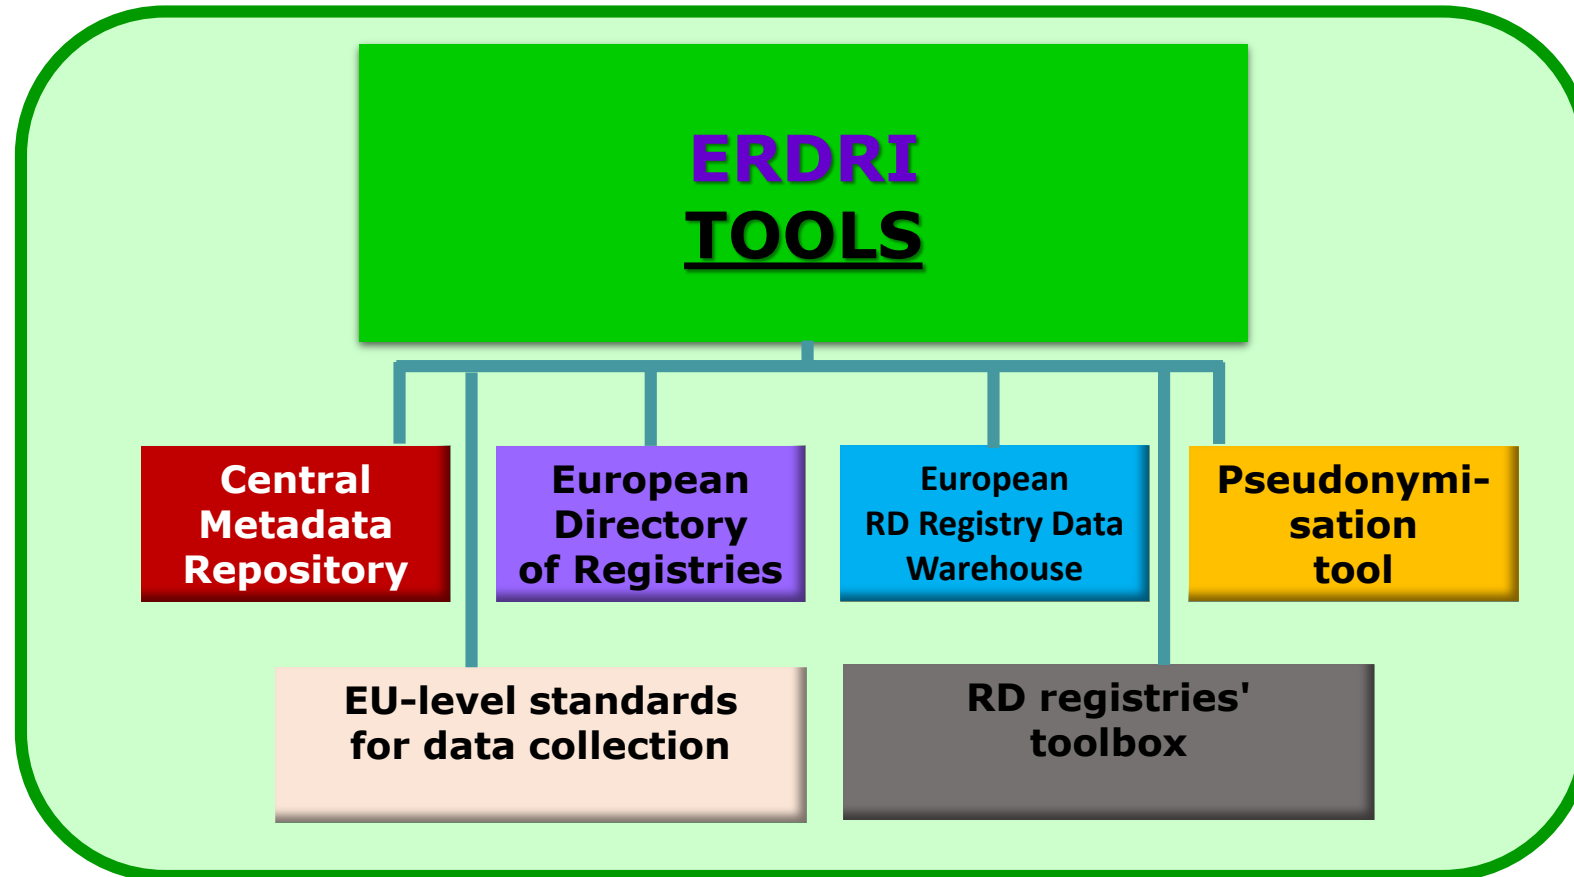 ERDRI
TOOLS
Central
Metadata
Repository
European
Directory
of Registries
European
RD Registry Data
Warehouse
Pseudonymi-
sation
tool
EU-level standards
for data collection
RD registries'
toolbox